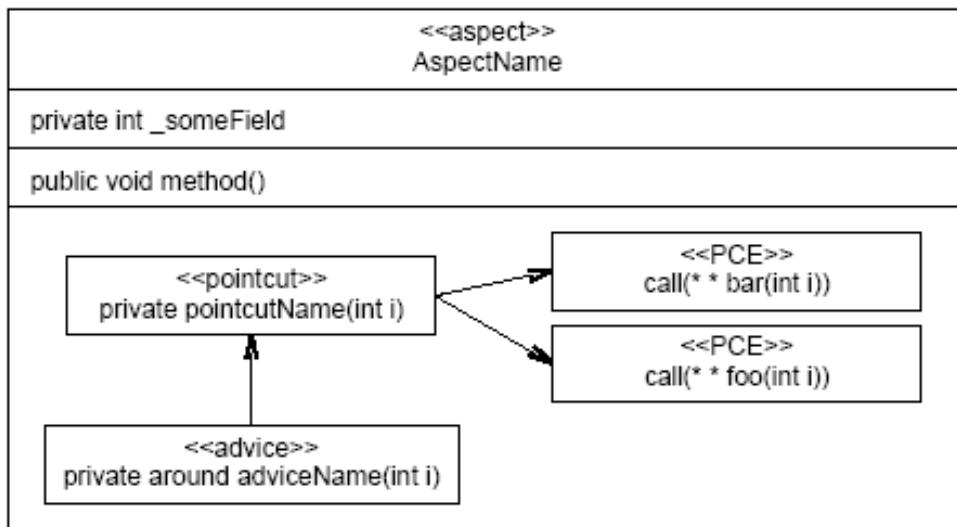 <<aspect>>
AspectName
private int _someField
public void method()
<<pointcut>>
private pointcutName(int i)
<<PCE>>
call(* * bar(int i))
<<PCE>>
call(* * foo(int i))
<<advice>>
private around adviceName(int i)